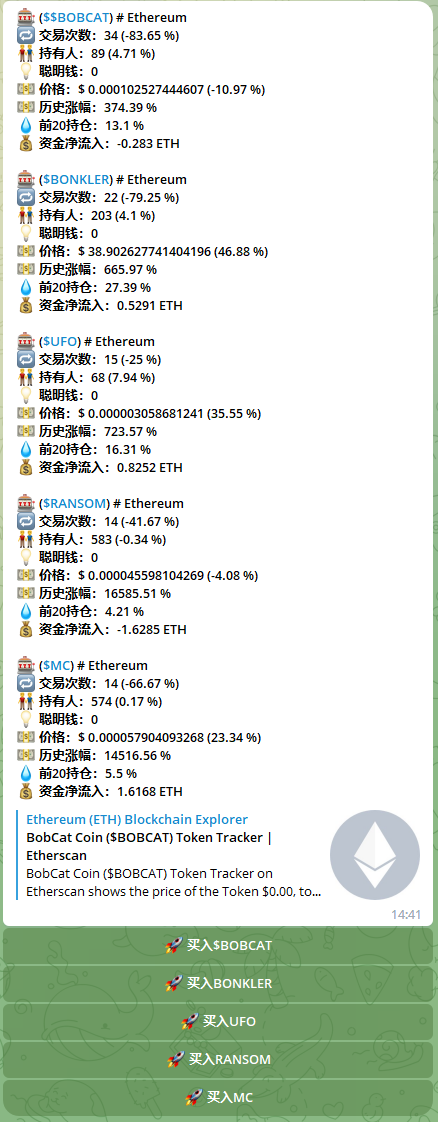 ($$BOBCAT) # Ethereum
交易次数：34 (-83.65 %)
持有人：89 (4.71 %)
聪明钱：0
价格：$ 0.000102527444607 (-10.97 %)
历史涨幅：374.39 %
前20持仓：13.1 %
资金净流入：-0.283 ETH
($BONKLER) # Ethereum
交易次数：22 (-79.25 %)
持有人：203 (4.1 %)
聪明钱：0
价格：$ 38.902627741404196 (46.88 %)
历史涨幅：665.97 %
前20持仓：27.39 %
资金净流入：0.5291 ETH
($UFO) # Ethereum
交易次数：15 (-25 %)
持有人：68 (7.94 %)
聪明钱：0
价格：$ 0.000003058681241 (35.55 %)
历史涨幅：723.57 %
前20持仓：16.31 %
资金净流入：0.8252 ETH
($RANSOM) # Ethereum
交易次数：14 (-41.67 %)
持有人：583 (-0.34 %)
聪明钱：0
价格：$ 0.000045598104269 (-4.08 %)
历史涨幅：16585.51 %
前20持仓：4.21 %
资金净流入：-1.6285 ETH
($MC) # Ethereum
交易次数：14 (-66.67 %)
持有人：574 (0.17 %)
聪明钱：0
价格：$ 0.000057904093268 (23.34 %)
历史涨幅：14516.56 %
前20持仓：5.5 %
资金净流入：1.6168 ETH
Ethereum (ETH) Blockchain Explorer
BobCat Coin ($BOBCAT) Token Tracker |
Etherscan
BobCat Coin ($BOBCAT) Token Tracker on
Etherscan shows the price of the Token $0.00, to...
14:41
买入$BOBCAT
买入BONKLER
买入UFO
买入RANSOM
买入MC